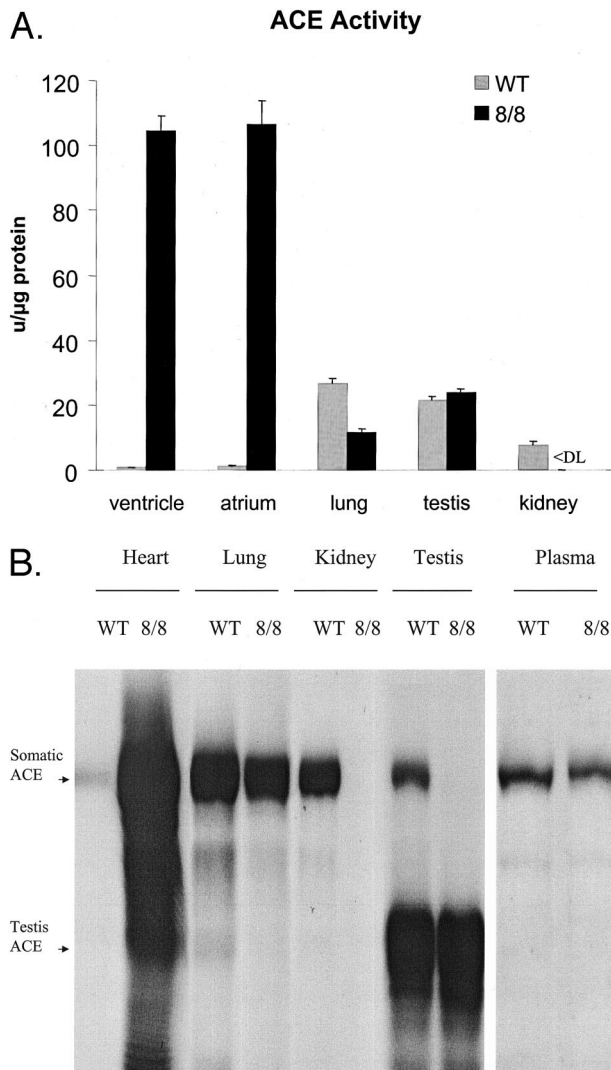 A.
ACE Activity
WT
8/8
120
100
80
60
40
20
0
u/µg protein
<DL
ventricle atrium lung testis kidney
B.
Heart Lung Kidney Testis Plasma
WT 8/8 WT 8/8 WT 8/8 WT 8/8 WT 8/8
Somatic
ACE
Testis
ACE